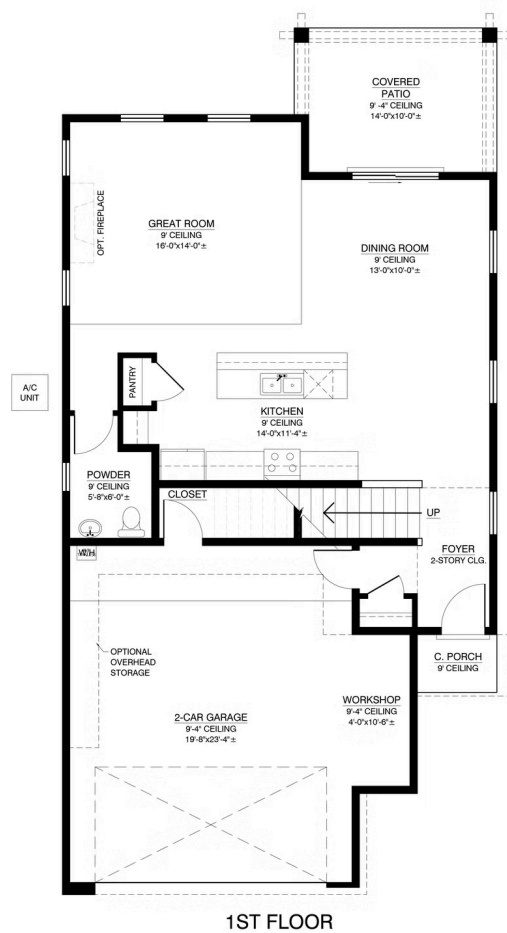 COVERED
PATIO
9'-4" CEILING
14'-0"x10'-0"±
GREAT ROOM
9' CEILING
16'-0"x14'-0"±
OPT. FIREPLACE
DINING ROOM
9' CEILING
13'-0"x10'-0"±
A/C
UNIT
PANTRY
KITCHEN
9' CEILING
14'-0"x11'-4"±
POWDER
9' CEILING
5'-8"x6'-0"±
CLOSET
UP
W/H
FOYER
2-STORY CLG.
C. PORCH
9' CEILING
OPTIONAL
OVERHEAD
STORAGE
WORKSHOP
9'-4" CEILING
4'-0"x10'-6"±
2-CAR GARAGE
9'-4" CEILING
19'-8"x23'-4"±
1ST FLOOR